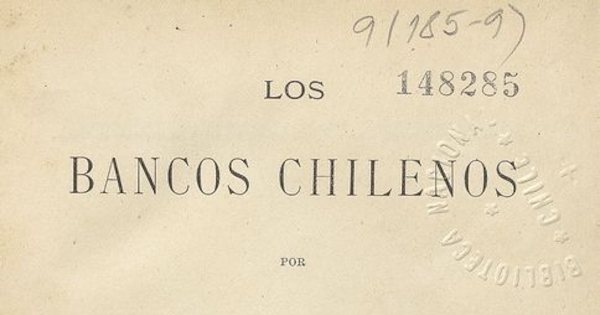 9(185-9)
LOS
148285
BANCOS CHILENOS
POR
BIBLIOTECA NACIONAL
CHILE